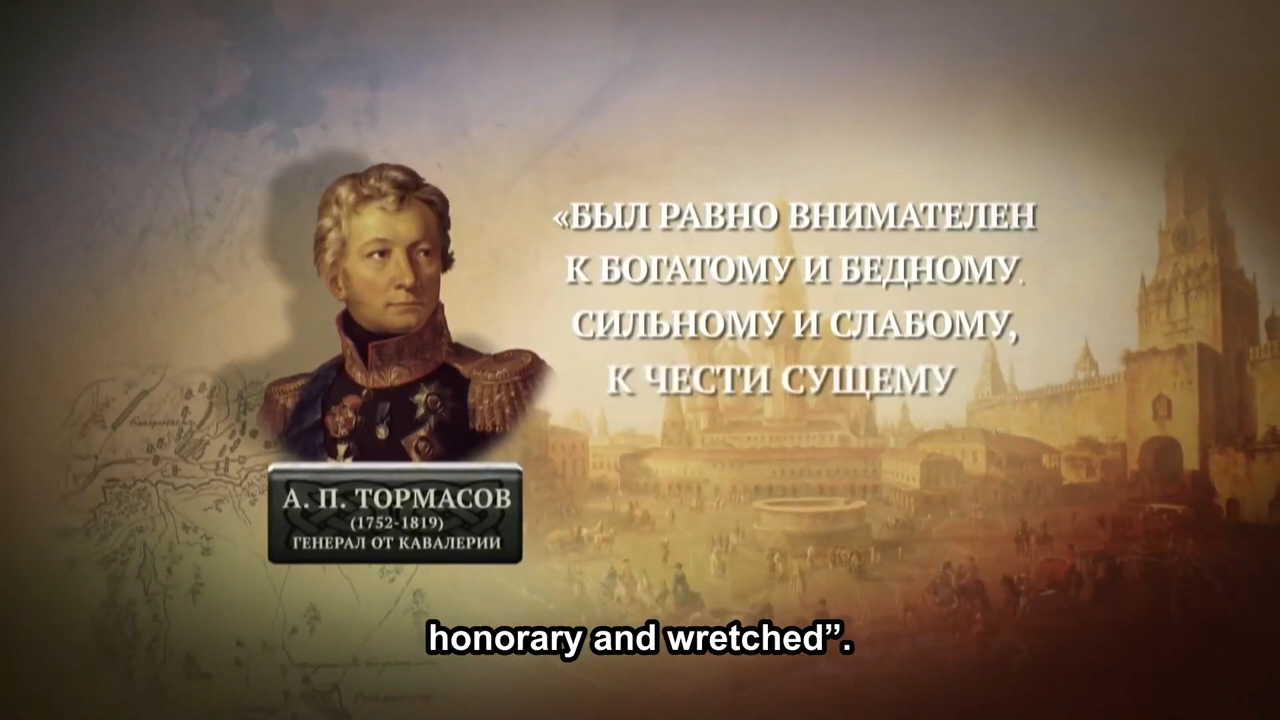 «БЫЛ РАВНО ВНИМАТЕЛЕН
К БОГАТОМУ И БЕДНОМУ,
СИЛЬНОМУ И СЛАБОМУ,
К ЧЕСТИ СУЩЕМУ
А. П. ТОРМАСОВ
(1752-1819)
ГЕНЕРАЛ ОТ КАВАЛЕРИИ
honorary and wretched”.